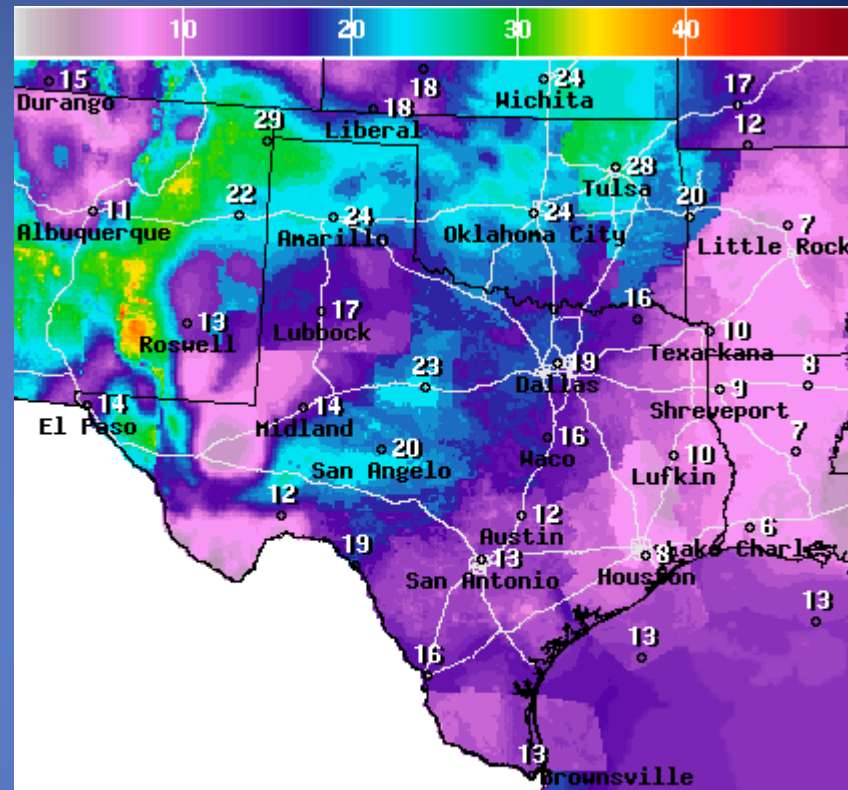 10 20 30 40
15
Durango
18
18
Liberal
24
Wichita
17
12
29
28
Tulsa
11
Albuquerque
22
24
Amarillo
24
Oklahoma City
20
7
Little Rock
13
Roswell
17
Lubbock
16
10
Texarkana
19
Dallas
23
9
Shreveport
8
14
El Paso
14
Midland
20
San Angelo
16
Waco
10
Lufkin
7
12
12
Austin
6
Lake Charle
19
13
San Antonio
8
Houston
13
13
16
13
Brownsville